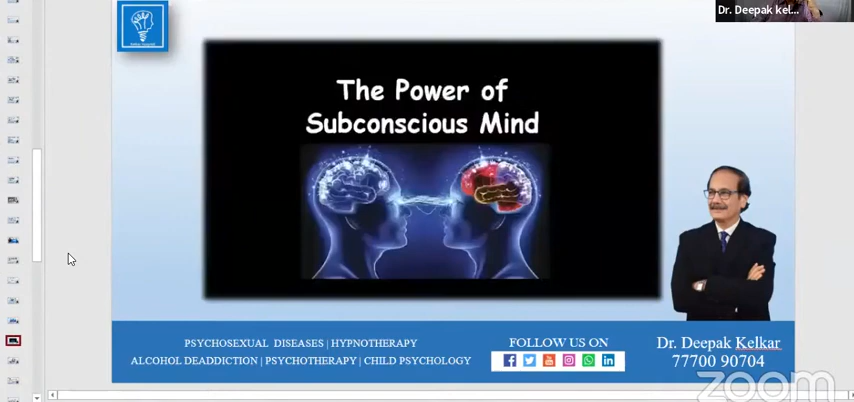 Dr. Deepak kel...
The Power of
Subconscious Mind
PSYCHOSEXUAL DISEASES | HYPNOTHERAPY
ALCOHOL DEADDICTION | PSYCHOTHERAPY | CHILD PSYCHOLOGY
FOLLOW US ON
Dr. Deepak Kelkar
77700 90704
zoom